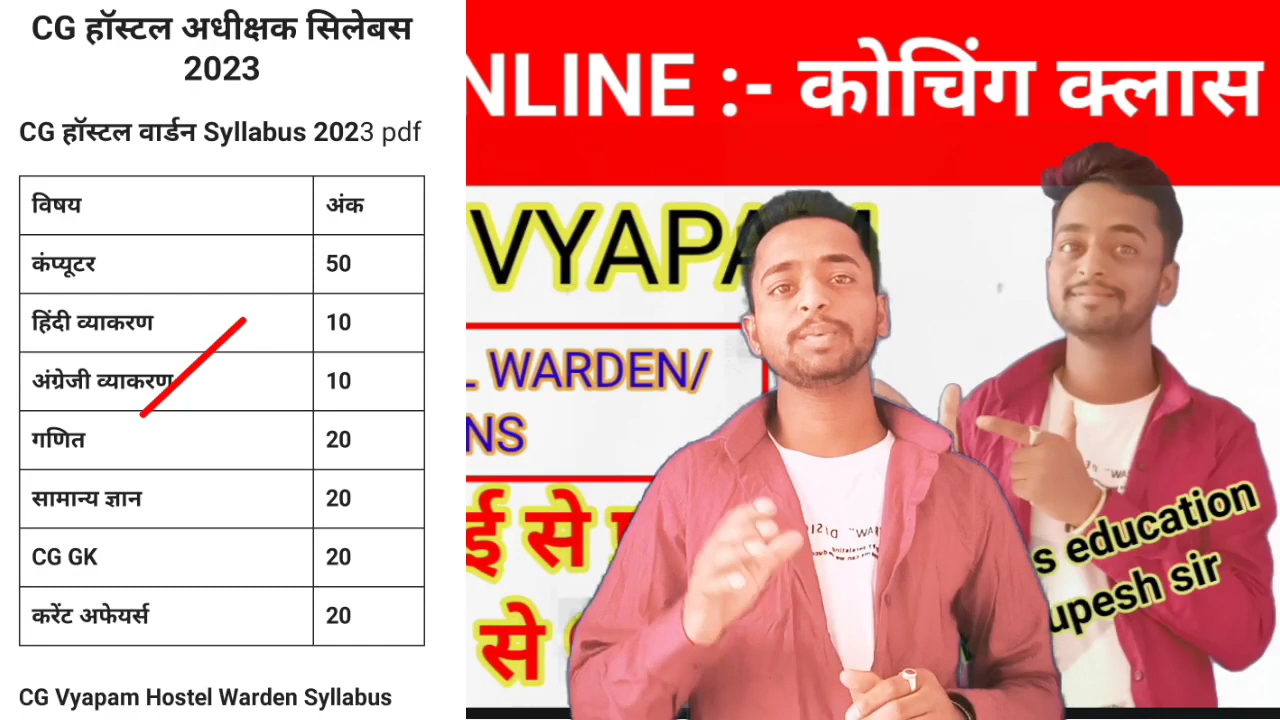 CG हॉस्टल अधीक्षक सिलेबस
2023
CG हॉस्टल वार्डन Syllabus 2023 pdf
विषय अंक
कंप्यूटर 50
हिंदी व्याकरण 10
अंग्रेजी व्याकरण 10
गणित 20
सामान्य ज्ञान 20
CG GK 20
करेंट अफेयर्स 20
CG Vyapam Hostel Warden Syllabus
NLINE :- कोचिंग क्लास
VYAPAM
L WARDEN/
NS
ई से
से
s education
upesh sir